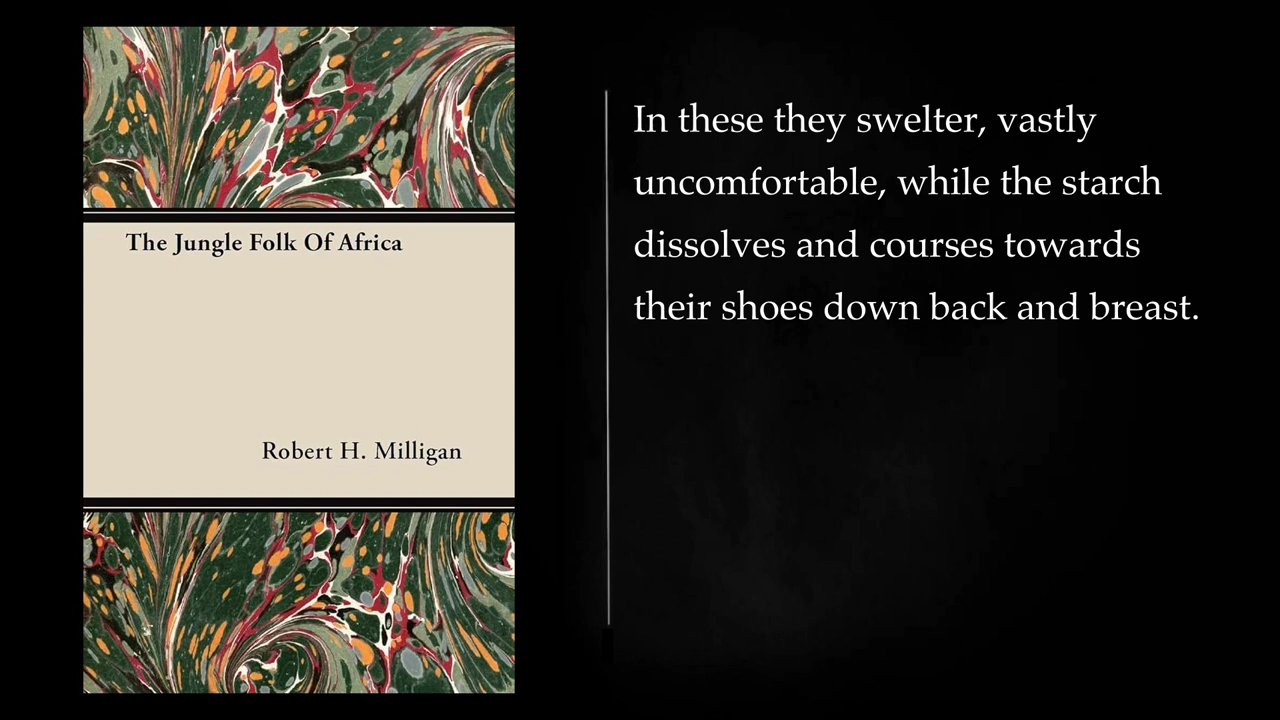 The Jungle Folk Of Africa
Robert H. Milligan
In these they swelter, vastly
uncomfortable, while the starch
dissolves and courses towards
their shoes down back and breast.